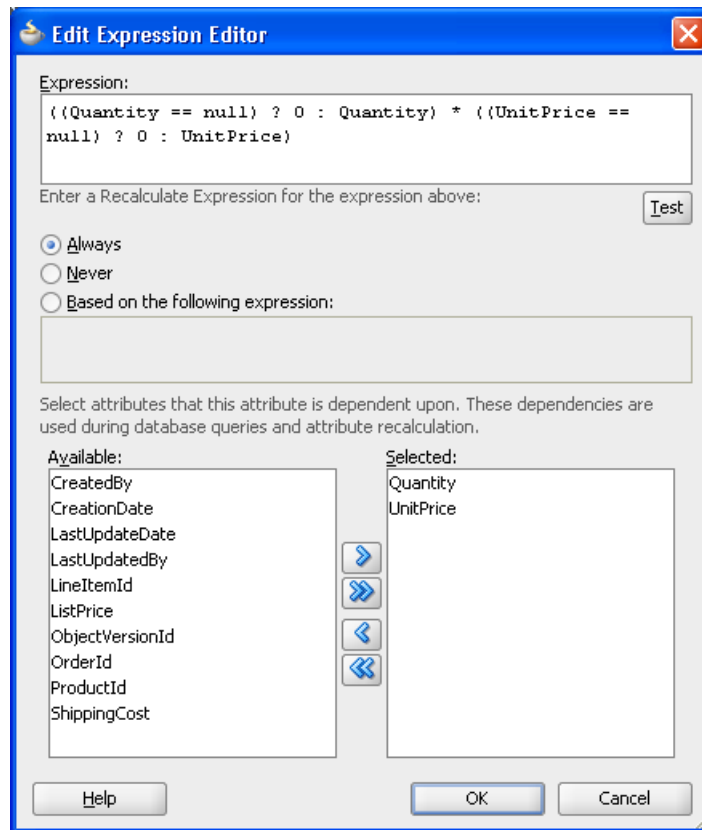 Edit Expression Editor
Expression:
((Quantity == null) ? 0 : Quantity) * ((UnitPrice ==
null) ? 0 : UnitPrice)
Enter a Recalculate Expression for the expression above:
Test
Always
Never
Based on the following expression:
Select attributes that this attribute is dependent upon. These dependencies are
used during database queries and attribute recalculation.
Available:
CreatedBy
CreationDate
LastUpdateDate
LastUpdatedBy
LineItemId
ListPrice
ObjectVersionId
OrderId
ProductId
ShippingCost
Selected:
Quantity
UnitPrice
Help
OK
Cancel